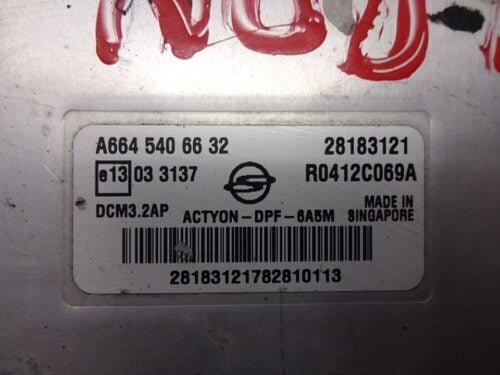 A664 540 66 32 28183121
e13 03 3137 R0412C069A
DCM3.2AP ACTYON-DPF-6A5M MADE IN
SINGAPORE
28183121782810113